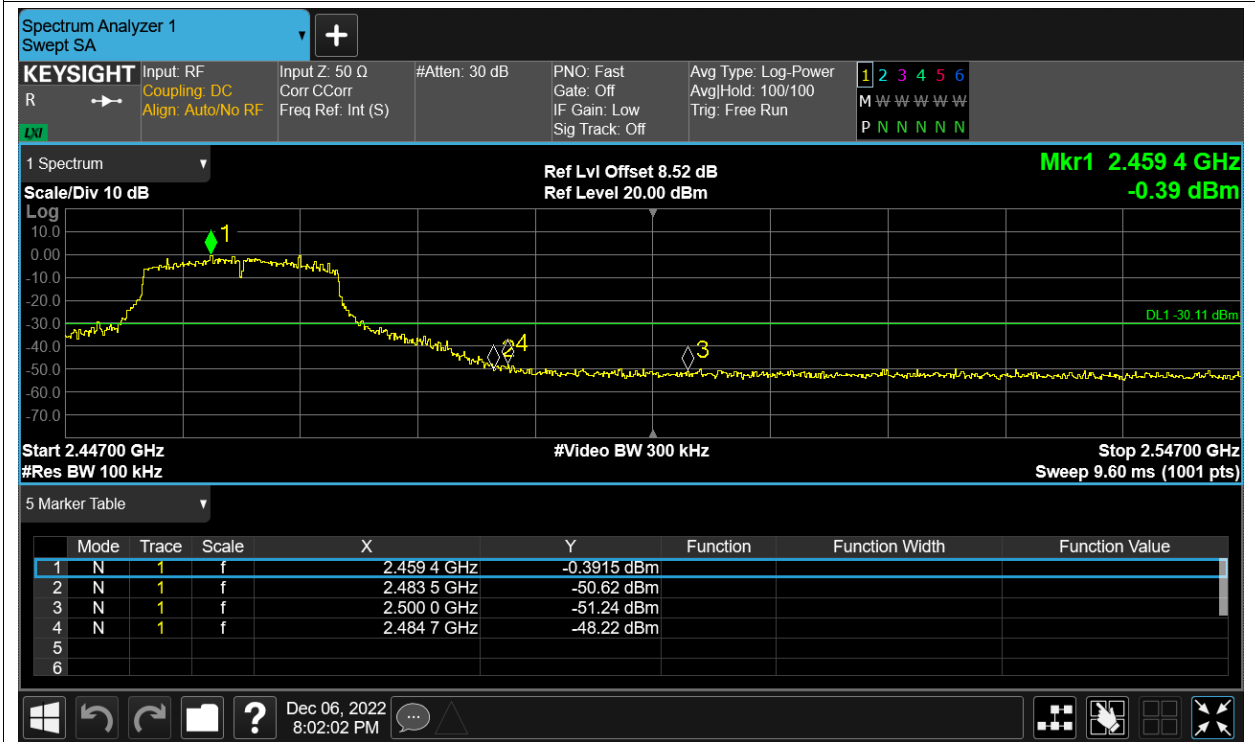 Spectrum Analyzer 1
Swept SA
KEYSIGHT
R
LXI
Input: RF
Coupling: DC
Align: Auto/No RF
Input Z: 50 Ω
Corr CCorr
Freq Ref: Int (S)
#Atten: 30 dB
PNO: Fast
Gate: Off
IF Gain: Low
Sig Track: Off
Avg Type: Log-Power
Avg|Hold: 100/100
Trig: Free Run
1 2 3 4 5 6
M W W W W W
P N N N N N
1 Spectrum
Scale/Div 10 dB
Ref Lvl Offset 8.52 dB
Ref Level 20.00 dBm
Mkr1 2.459 4 GHz
-0.39 dBm
Log
10.0
0.00
-10.0
-20.0
-30.0
-40.0
-50.0
-60.0
-70.0
1
2
4
3
DL1 -30.11 dBm
Start 2.44700 GHz
#Res BW 100 kHz
#Video BW 300 kHz
Stop 2.54700 GHz
Sweep 9.60 ms (1001 pts)
5 Marker Table
Mode Trace Scale X Y Function Function Width Function Value
1 N 1 f 2.459 4 GHz -0.3915 dBm
2 N 1 f 2.483 5 GHz -50.62 dBm
3 N 1 f 2.500 0 GHz -51.24 dBm
4 N 1 f 2.484 7 GHz -48.22 dBm
5
6
?
Dec 06, 2022
8:02:02 PM